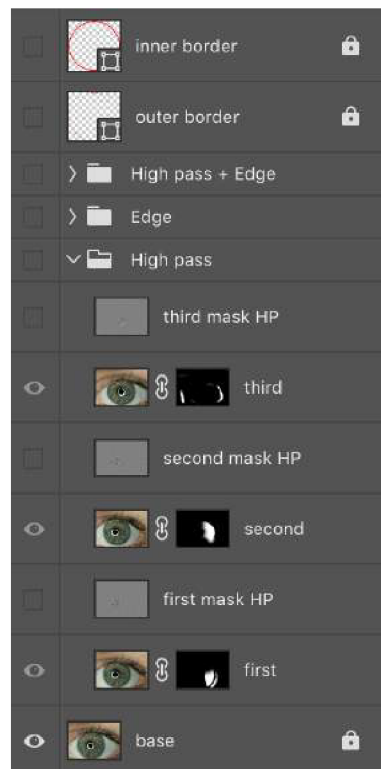 inner border
outer border
High pass + Edge
Edge
High pass
third mask HP
third
second mask HP
second
first mask HP
first
base